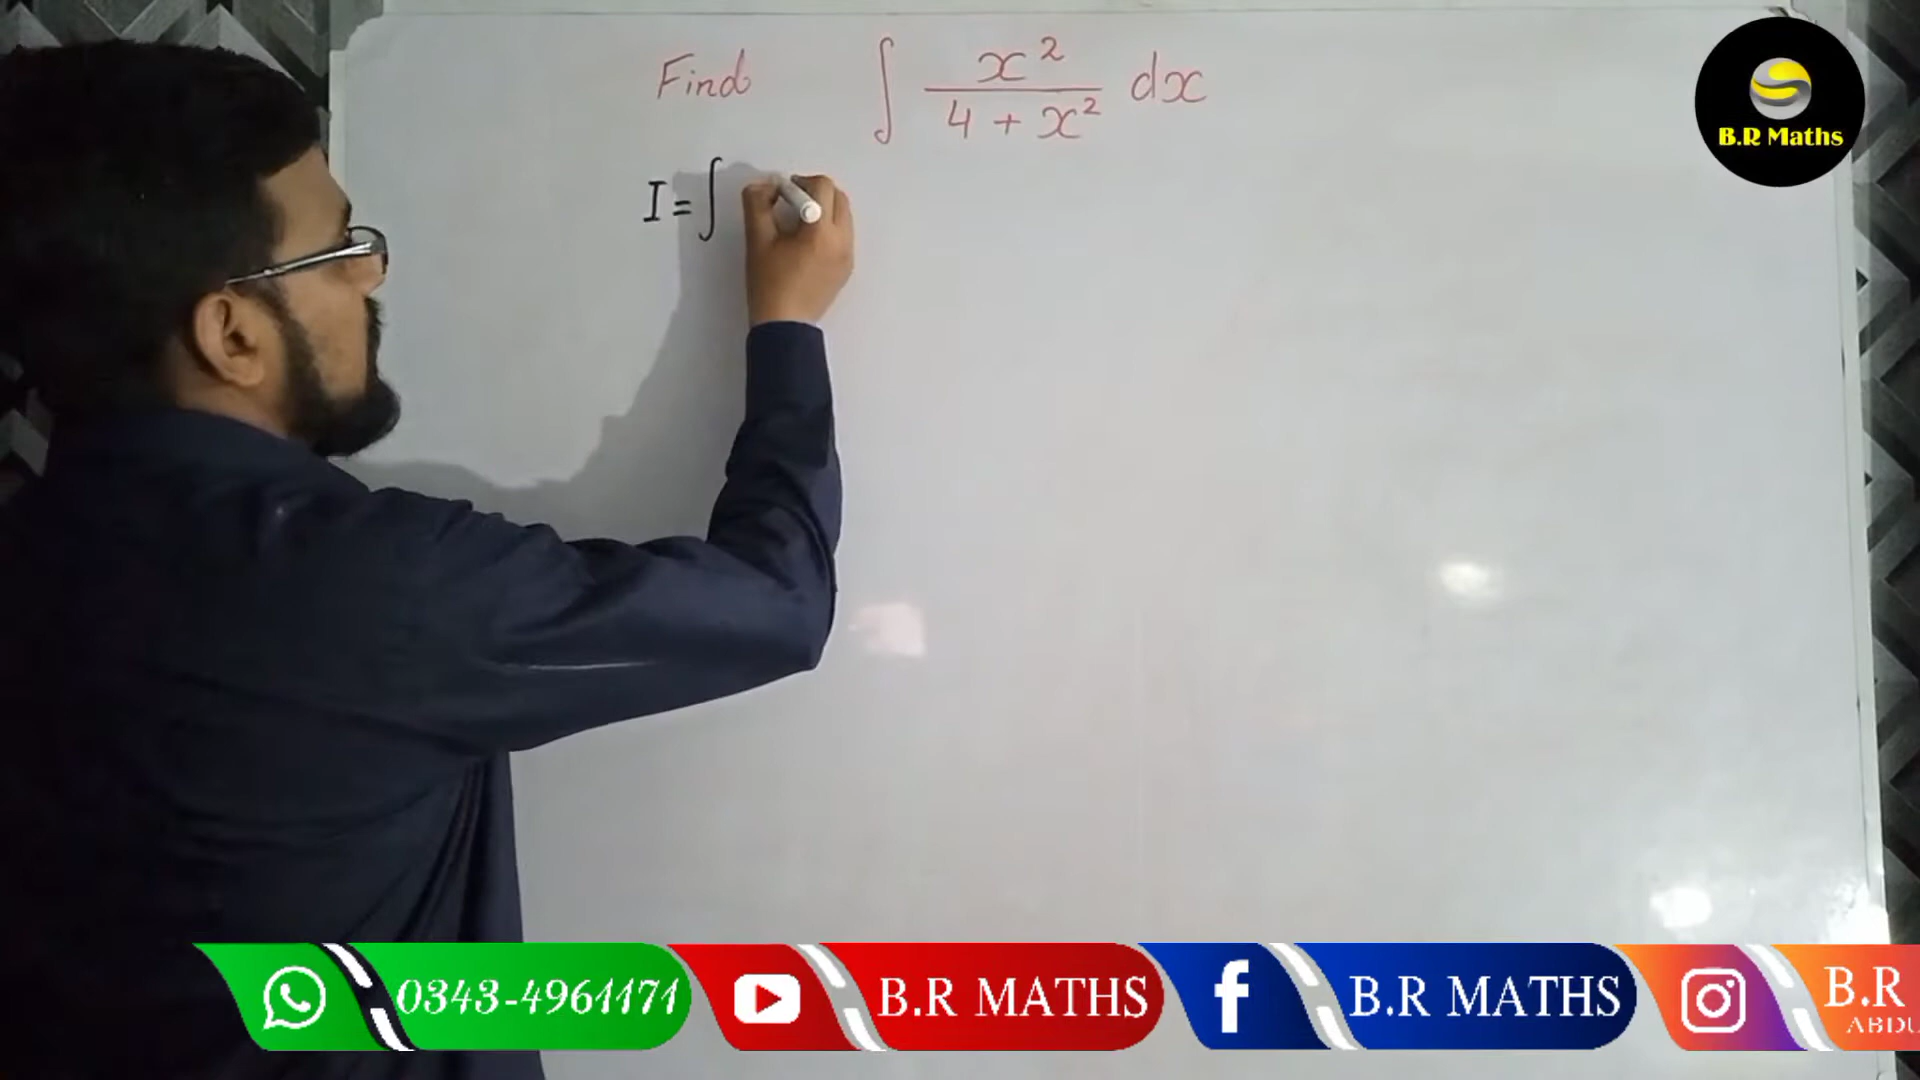 Find ∫ x² / 4 + x² dx
I = ∫
B.R Maths
0343-4961171
B.R MATHS
B.R MATHS
B.R